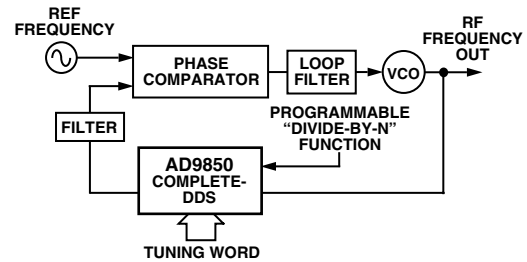 REF
FREQUENCY
PHASE
COMPARATOR
LOOP
FILTER
VCO
RF
FREQUENCY
OUT
FILTER
PROGRAMMABLE
“DIVIDE-BY-N”
FUNCTION
AD9850
COMPLETE-
DDS
TUNING WORD